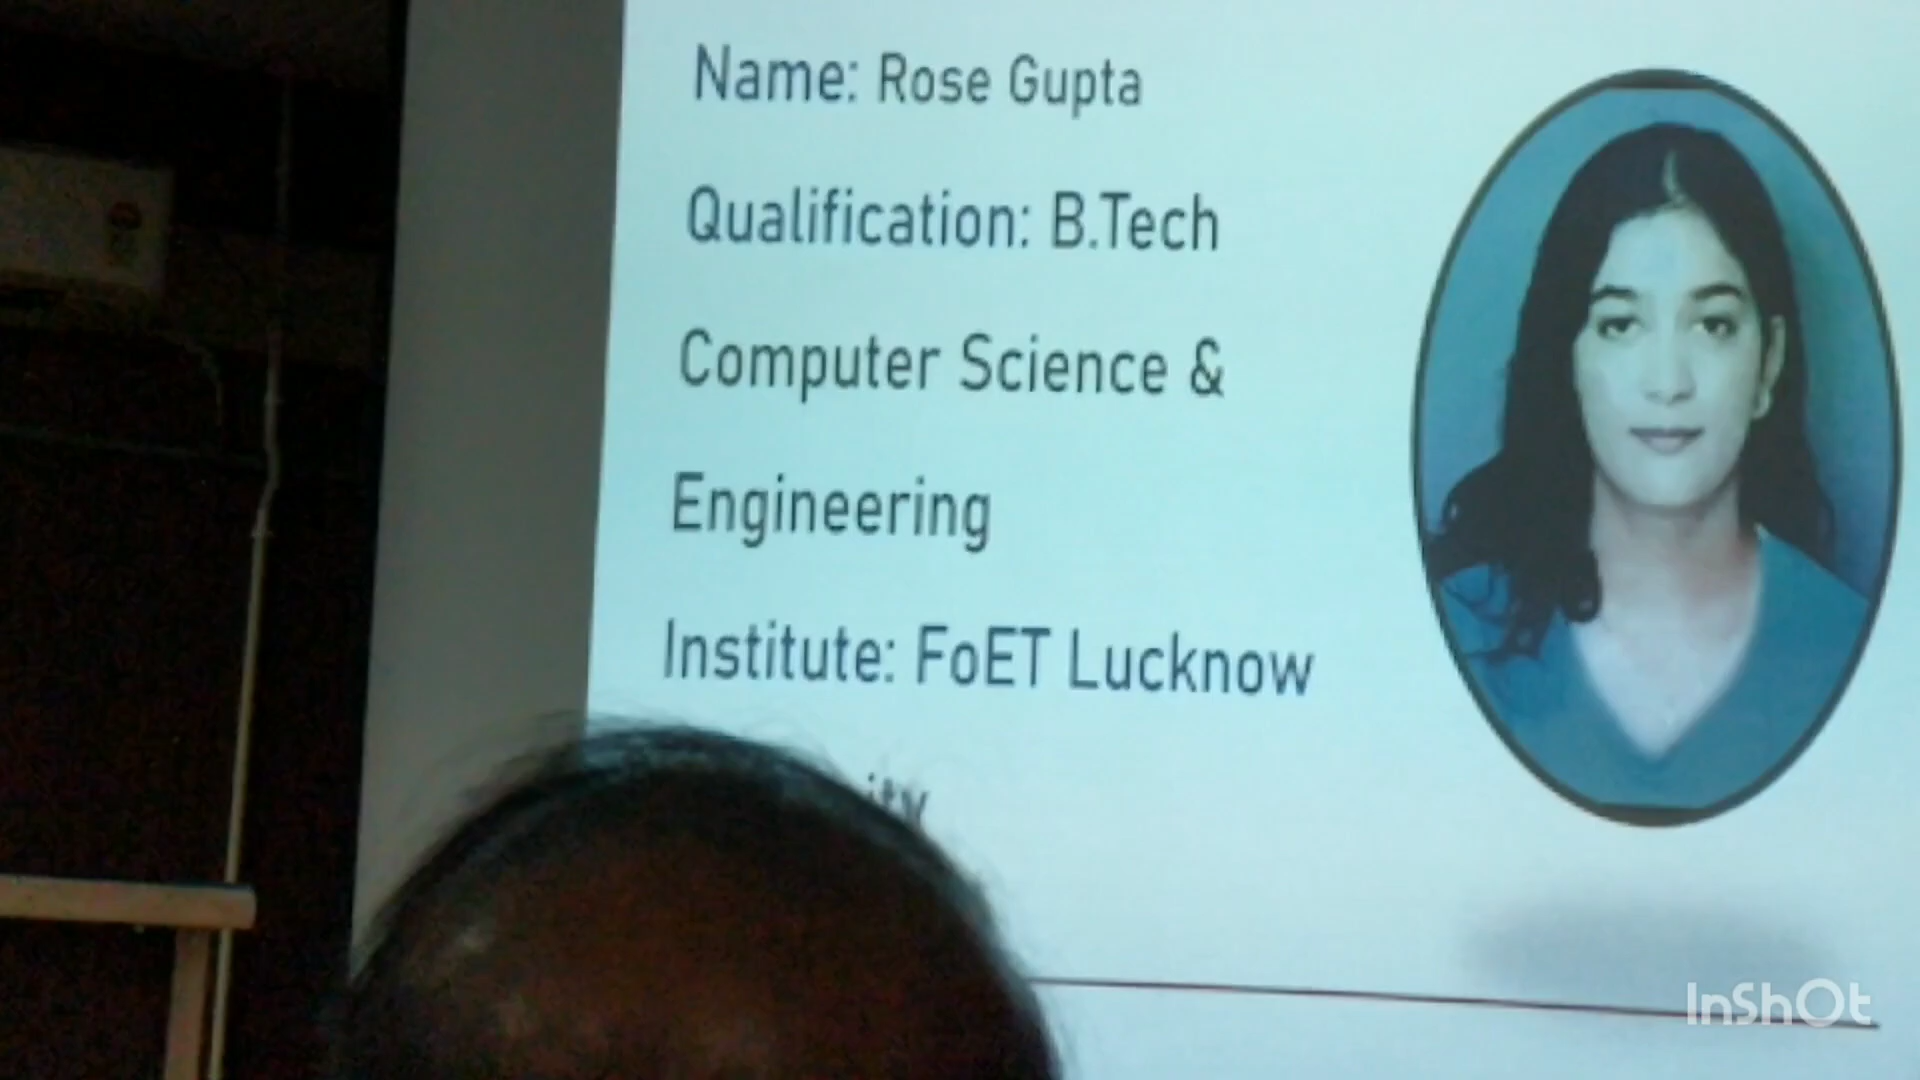 Name: Rose Gupta
Qualification: B.Tech
Computer Science &
Engineering
Institute: FoET Lucknow
InShOt